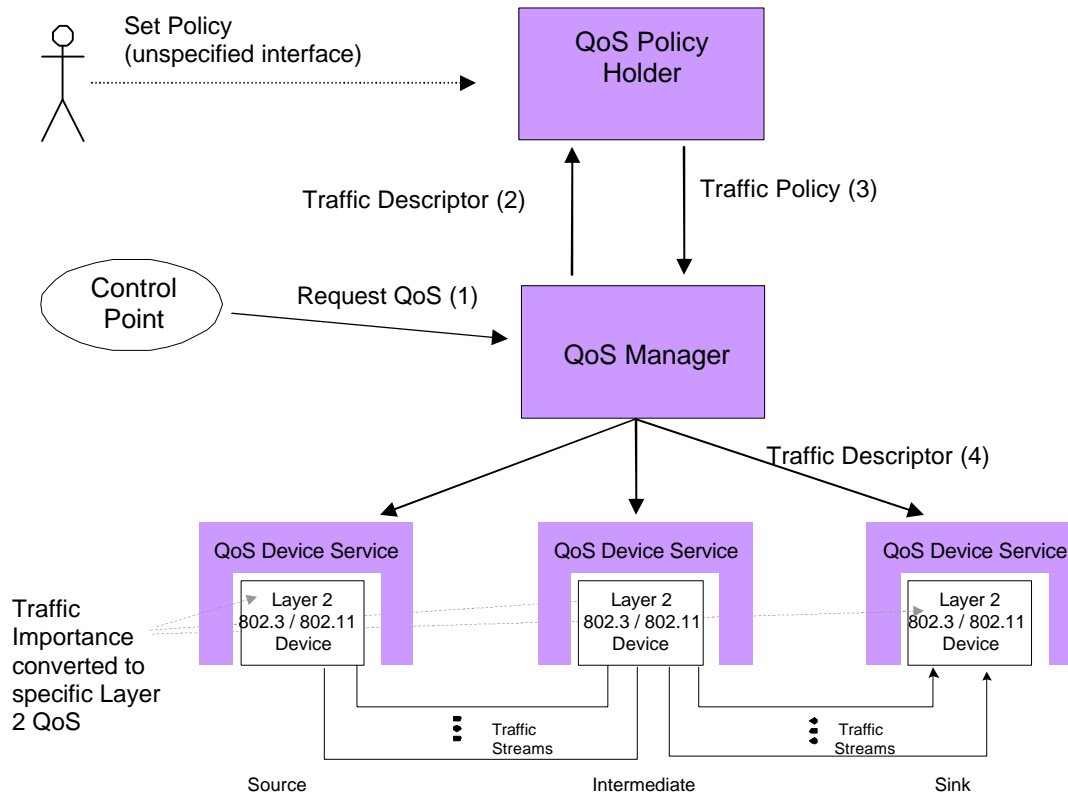 Set Policy
(unspecified interface)
QoS Policy
Holder
Traffic Descriptor (2)
Traffic Policy (3)
Control
Point
Request QoS (1)
QoS Manager
Traffic Descriptor (4)
QoS Device Service
QoS Device Service
QoS Device Service
Layer 2
802.3 / 802.11
Device
Layer 2
802.3 / 802.11
Device
Layer 2
802.3 / 802.11
Device
Traffic
Importance
converted to
specific Layer
2 QoS
Traffic
Streams
Traffic
Streams
Source
Intermediate
Sink